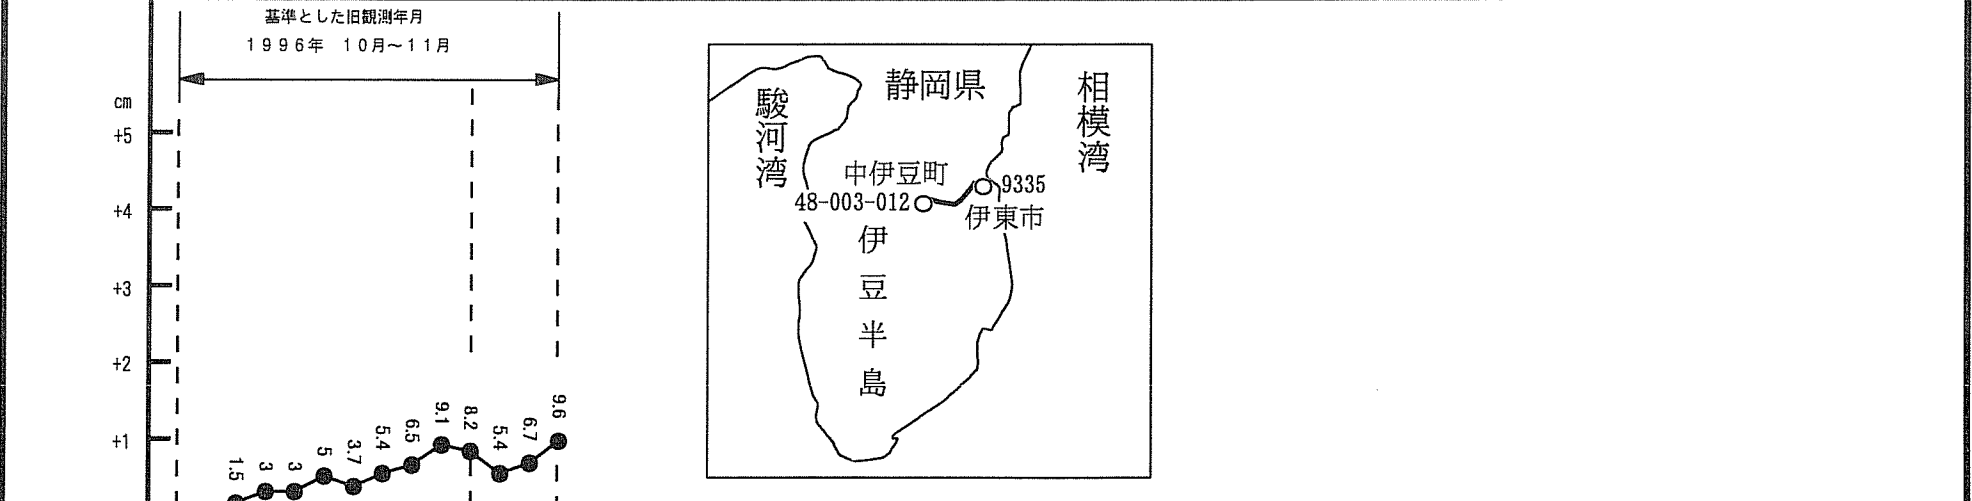 基準とした旧観測年月
1996年 10月～11月
cm
+5
+4
+3
+2
+1
1.5
3
3
5
3.7
5.4
6.5
9.1
8.2
5.4
6.7
9.6
静岡県
相模湾
駿河湾
中伊豆町
9335
48-003-012
伊東市
伊豆半島